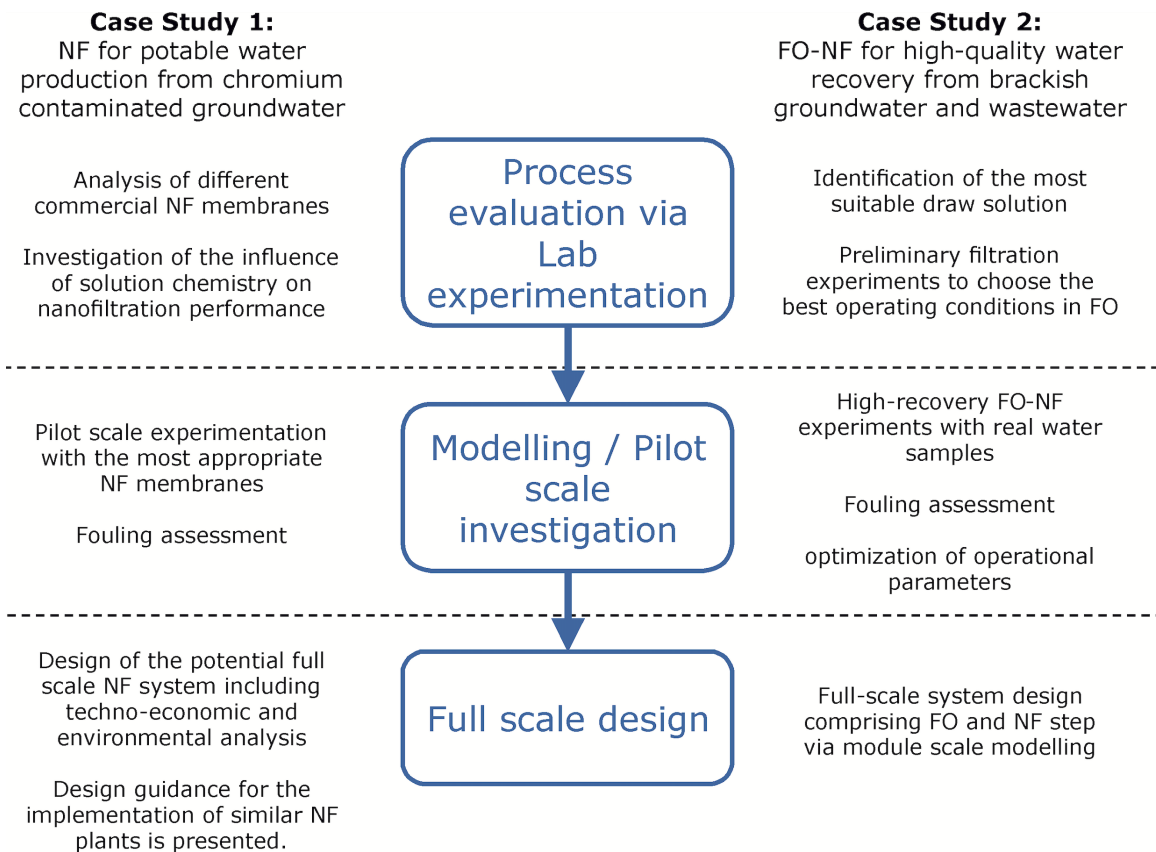 Case Study 1:
NF for potable water
production from chromium
contaminated groundwater
Case Study 2:
FO-NF for high-quality water
recovery from brackish
groundwater and wastewater
Analysis of different
commercial NF membranes
Investigation of the influence
of solution chemistry on
nanofiltration performance
Process
evaluation via
Lab
experimentation
Identification of the most
suitable draw solution
Preliminary filtration
experiments to choose the
best operating conditions in FO
Pilot scale experimentation
with the most appropriate
NF membranes
Fouling assessment
Modelling / Pilot
scale
investigation
High-recovery FO-NF
experiments with real water
samples
Fouling assessment
optimization of operational
parameters
Design of the potential full
scale NF system including
techno-economic and
environmental analysis
Design guidance for the
implementation of similar NF
plants is presented.
Full scale design
Full-scale system design
comprising FO and NF step
via module scale modelling